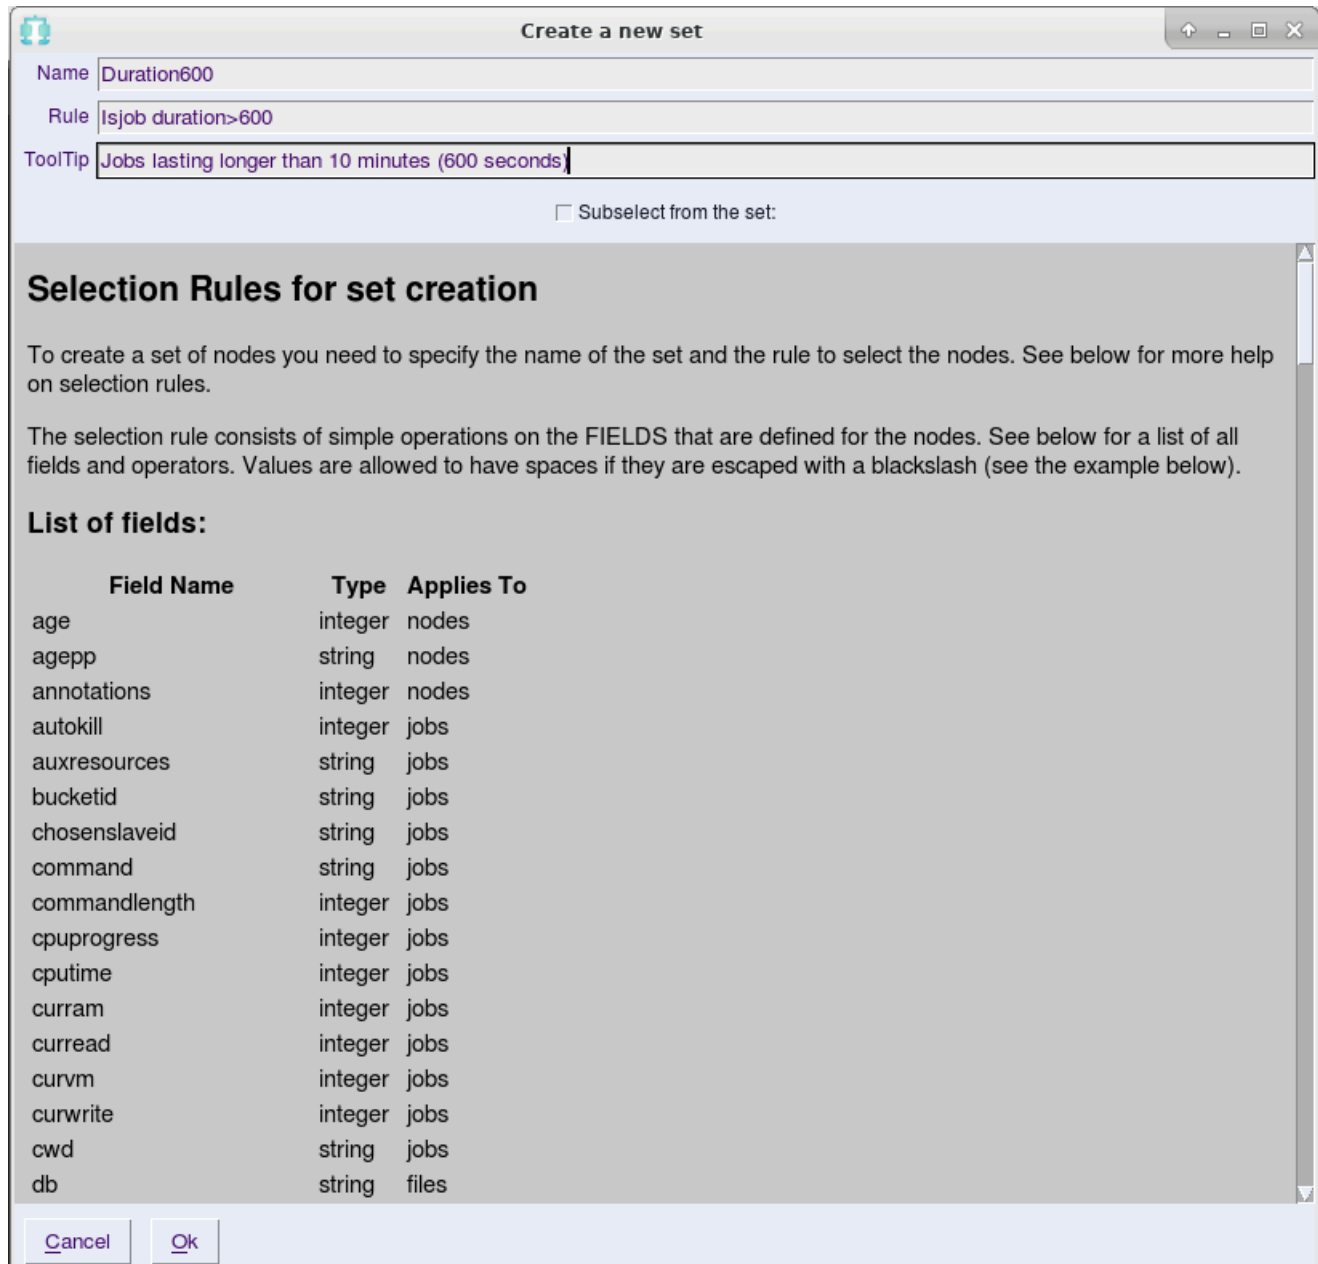 Create a new set
Name Duration600
Rule Isjob duration>600
ToolTip Jobs lasting longer than 10 minutes (600 seconds)
Subselect from the set:
Selection Rules for set creation
To create a set of nodes you need to specify the name of the set and the rule to select the nodes. See below for more help
on selection rules.
The selection rule consists of simple operations on the FIELDS that are defined for the nodes. See below for a list of all
fields and operators. Values are allowed to have spaces if they are escaped with a blackslash (see the example below).
List of fields:
Field Name Type Applies To
age integer nodes
agepp string nodes
annotations integer nodes
autokill integer jobs
auxresources string jobs
bucketid string jobs
chosenslaveid string jobs
command string jobs
commandlength integer jobs
cpuprogress integer jobs
cputime integer jobs
curram integer jobs
curread integer jobs
curvm integer jobs
curwrite integer jobs
cwd string jobs
db string files
Cancel Ok